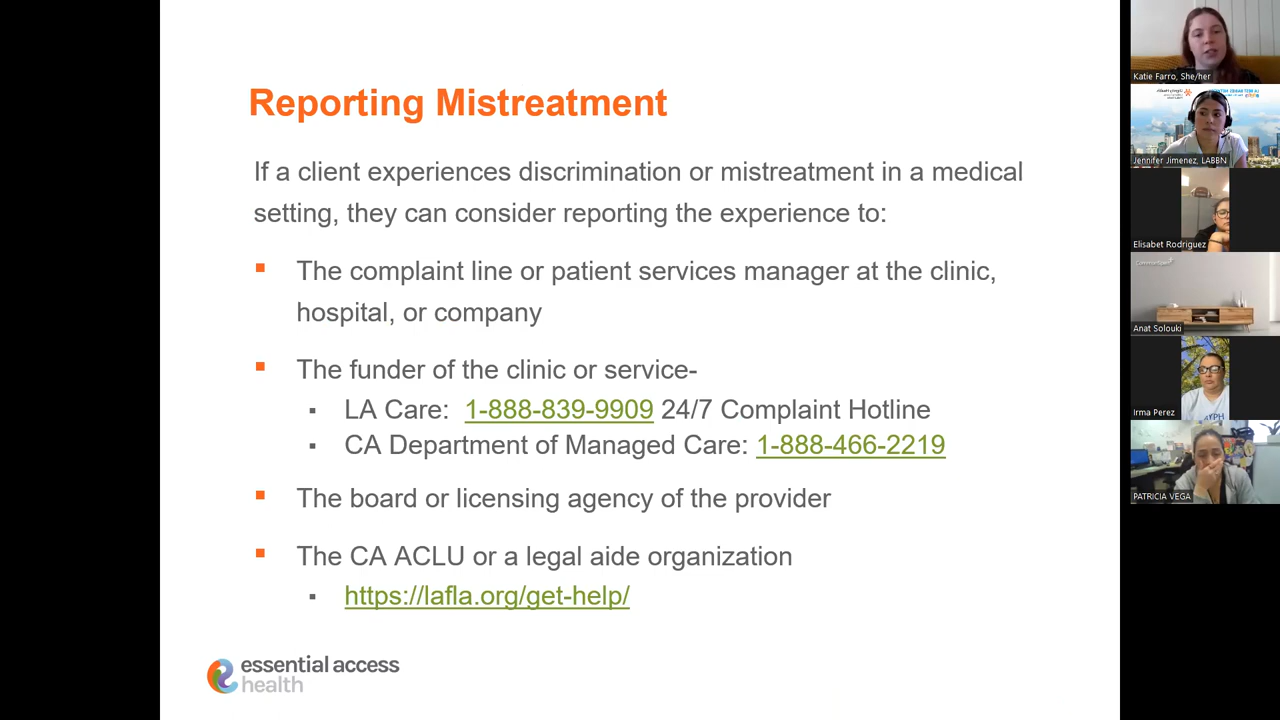 Reporting Mistreatment
If a client experiences discrimination or mistreatment in a medical
setting, they can consider reporting the experience to:
The complaint line or patient services manager at the clinic,
hospital, or company
The funder of the clinic or service-
LA Care: 1-888-839-9909 24/7 Complaint Hotline
CA Department of Managed Care: 1-888-466-2219
The board or licensing agency of the provider
The CA ACLU or a legal aide organization
https://lafla.org/get-help/
essential access
health
Katie Farro, She/her
Jennifer Jimenez, LABBN
Elisabet Rodriguez
Anat Solouki
Irma Perez
PATRICIA VEGA